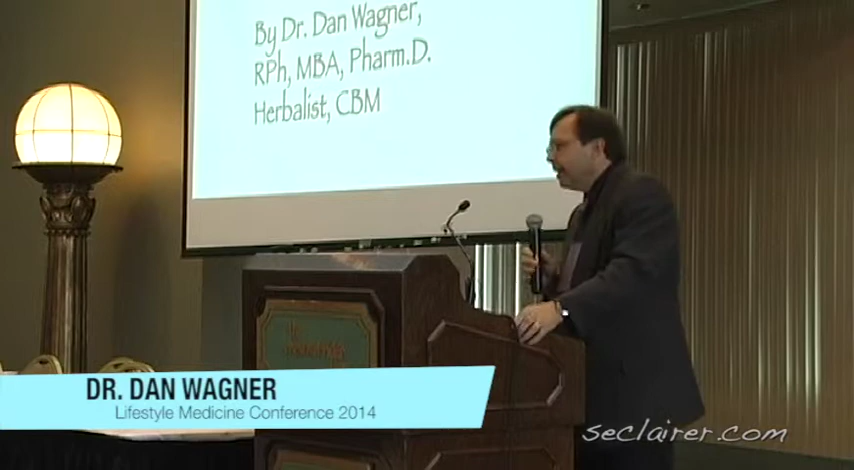 By Dr. Dan Wagner,
RPh, MBA, Pharm.D.
Herbalist, CBM
DR. DAN WAGNER
Lifestyle Medicine Conference 2014
seclairer.com